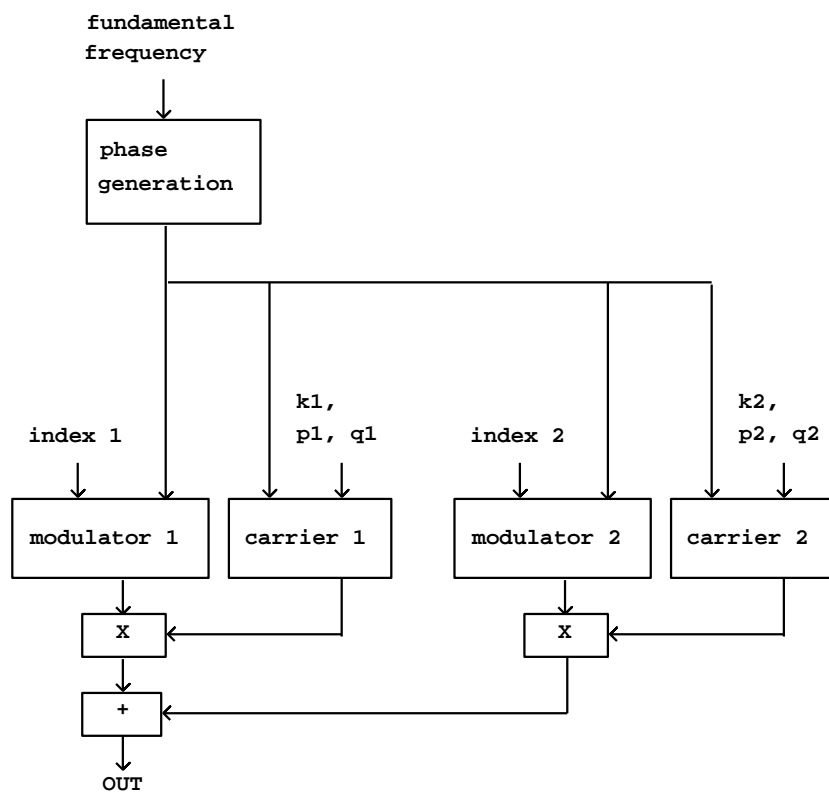 fundamental
frequency
phase
generation
k1,
p1, q1
k2,
p2, q2
index 1
index 2
modulator 1
carrier 1
modulator 2
carrier 2
X
X
+
OUT